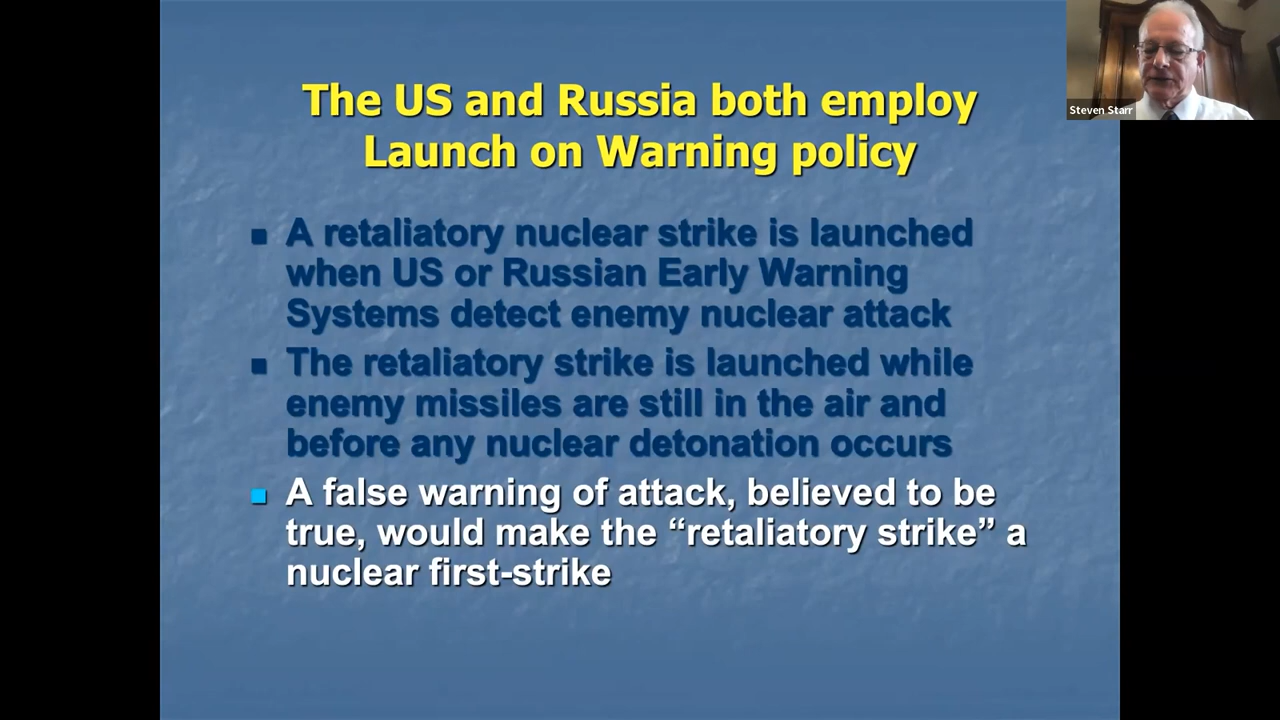 The US and Russia both employ
Launch on Warning policy
Steven Starr
A retaliatory nuclear strike is launched
when US or Russian Early Warning
Systems detect enemy nuclear attack
The retaliatory strike is launched while
enemy missiles are still in the air and
before any nuclear detonation occurs
A false warning of attack, believed to be
true, would make the “retaliatory strike” a
nuclear first-strike